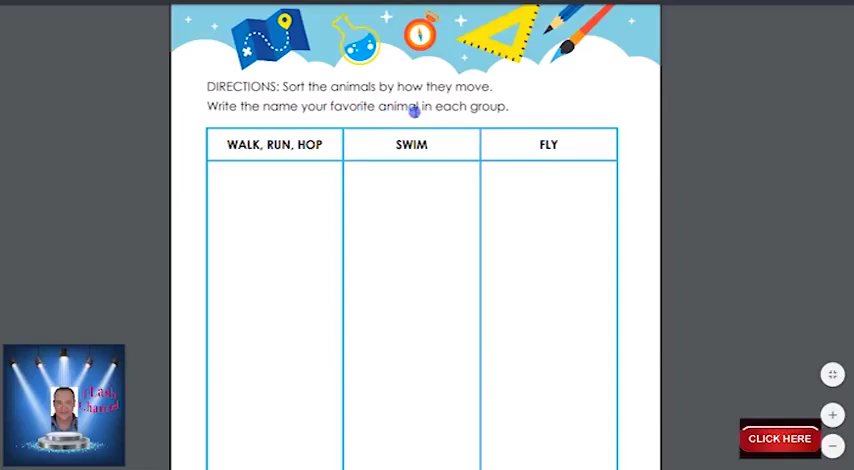 DIRECTIONS: Sort the animals by how they move.
Write the name your favorite animal in each group.
WALK, RUN, HOP
SWIM
FLY
CLICK HERE